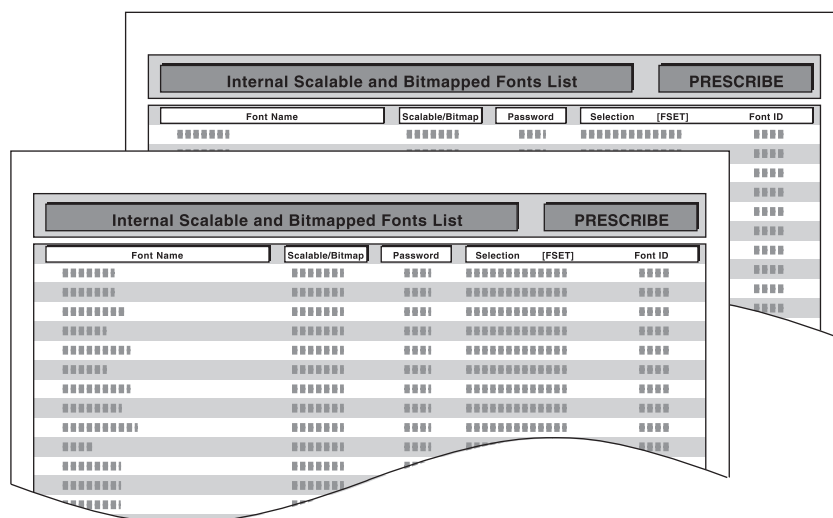 Internal Scalable and Bitmapped Fonts List PRESCRIBE
Font Name Scalable/Bitmap Password Selection [FSET] Font ID
Internal Scalable and Bitmapped Fonts List PRESCRIBE
Font Name Scalable/Bitmap Password Selection [FSET] Font ID